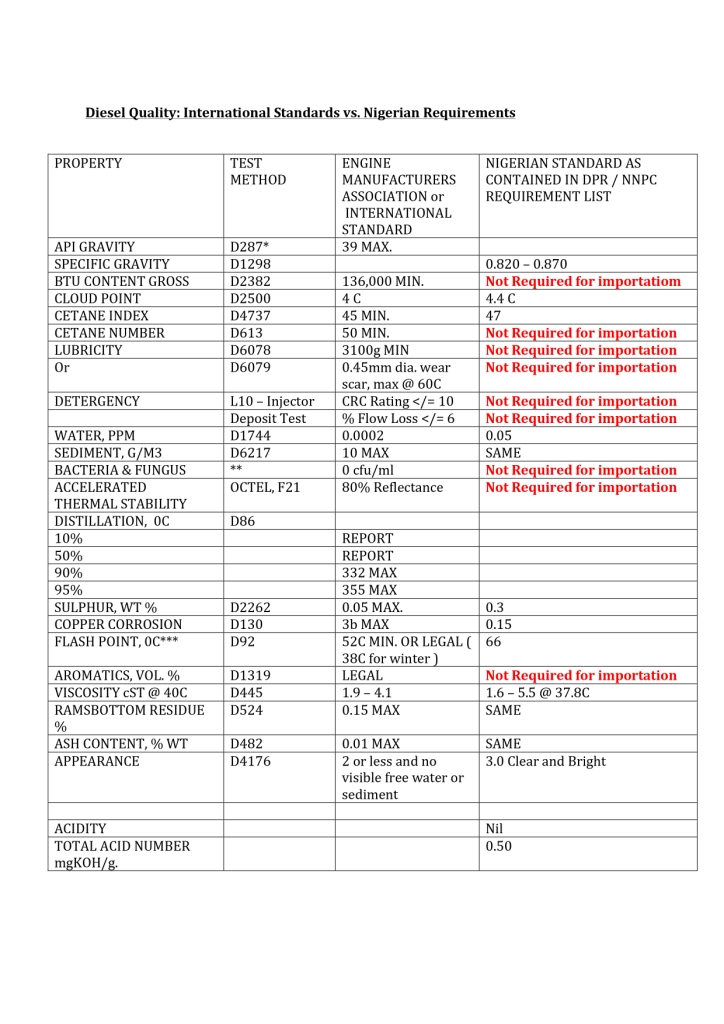 Diesel Quality: International Standards vs. Nigerian Requirements
PROPERTY
TEST
METHOD
ENGINE
MANUFACTURERS
ASSOCIATION or
INTERNATIONAL
STANDARD
NIGERIAN STANDARD AS
CONTAINED IN DPR / NNPC
REQUIREMENT LIST
API GRAVITY D287* 39 MAX.
SPECIFIC GRAVITY D1298 0.820 – 0.870
BTU CONTENT GROSS D2382 136,000 MIN. Not Required for importatiom
CLOUD POINT D2500 4 C 4.4 C
CETANE INDEX D4737 45 MIN. 47
CETANE NUMBER D613 50 MIN. Not Required for importation
LUBRICITY D6078 3100g MIN Not Required for importation
Or D6079 0.45mm dia. wear Not Required for importation
scar, max @ 60C
DETERGENCY L10 – Injector CRC Rating </= 10 Not Required for importation
Deposit Test % Flow Loss </= 6 Not Required for importation
WATER, PPM D1744 0.0002 0.05
SEDIMENT, G/M3 D6217 10 MAX SAME
BACTERIA & FUNGUS ** 0 cfu/ml Not Required for importation
ACCELERATED OCTEL, F21 80% Reflectance Not Required for importation
THERMAL STABILITY
DISTILLATION, 0C D86
10% REPORT
50% REPORT
90% 332 MAX
95% 355 MAX
SULPHUR, WT % D2262 0.05 MAX. 0.3
COPPER CORROSION D130 3b MAX 0.15
FLASH POINT, 0C*** D92 52C MIN. OR LEGAL ( 66
38C for winter )
AROMATICS, VOL. % D1319 LEGAL Not Required for importation
VISCOSITY cST @ 40C D445 1.9 – 4.1 1.6 – 5.5 @ 37.8C
RAMSBOTTOM RESIDUE D524 0.15 MAX SAME
%
ASH CONTENT, % WT D482 0.01 MAX SAME
APPEARANCE D4176 2 or less and no 3.0 Clear and Bright
visible free water or
sediment
ACIDITY Nil
TOTAL ACID NUMBER 0.50
mgKOH/g.